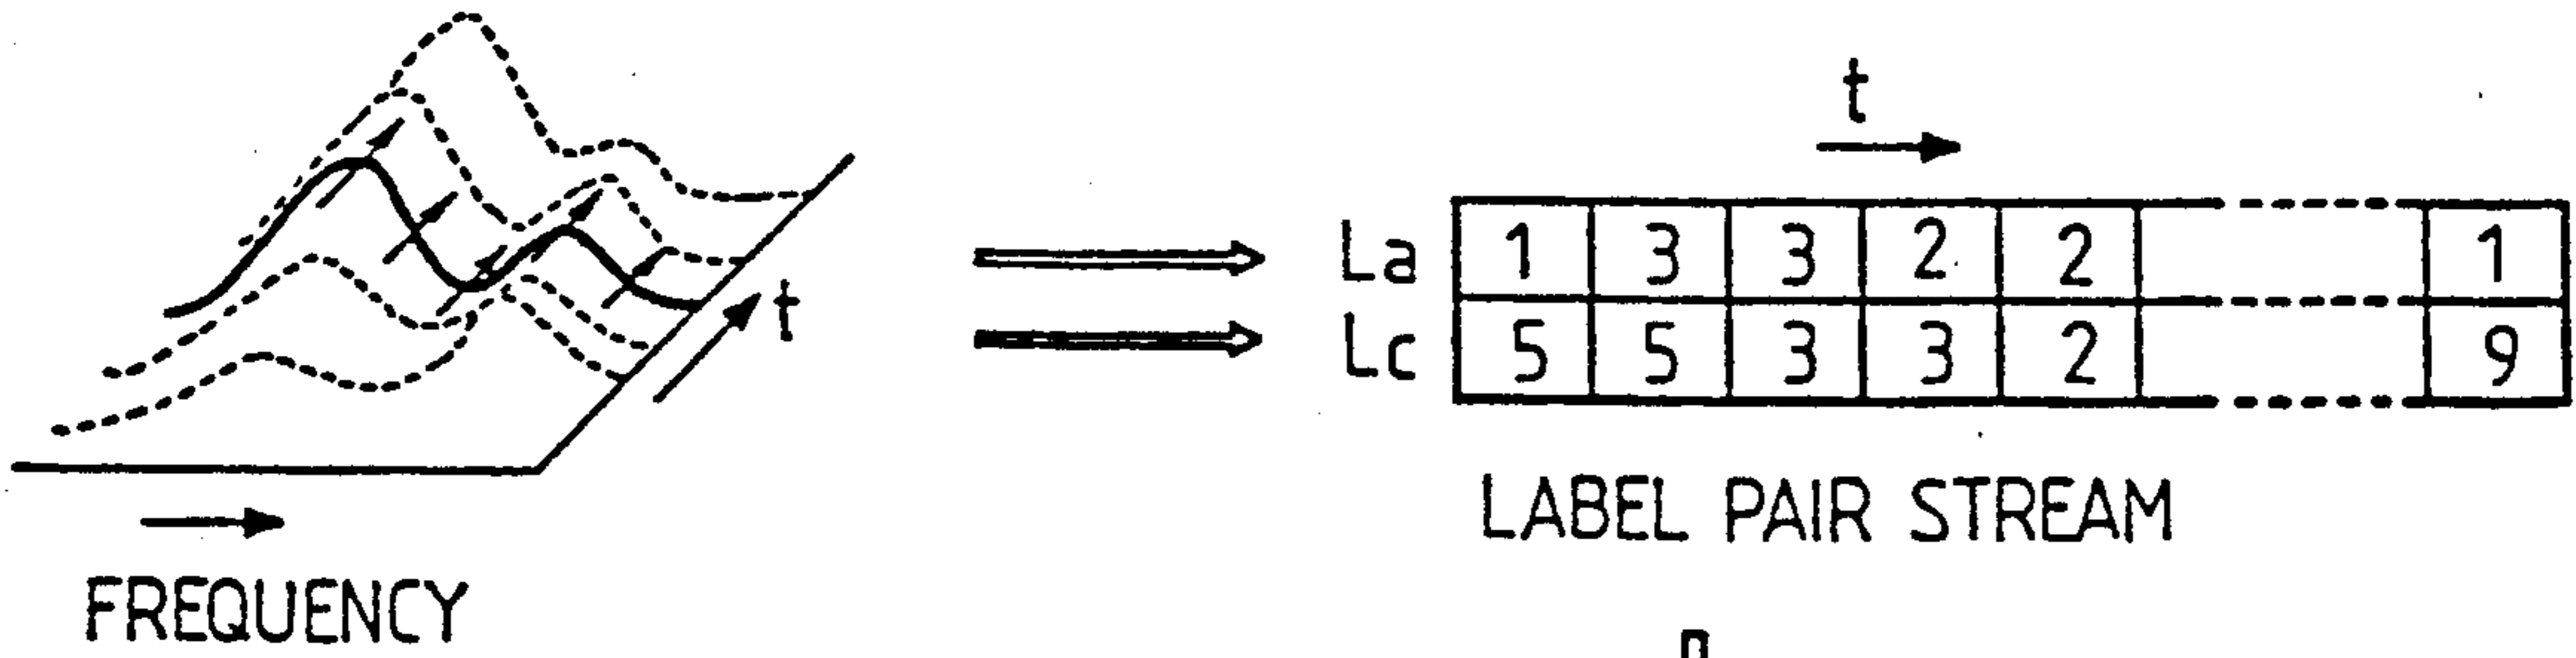 t
La 1 3 3 2 2 1
t
Lc 5 5 3 3 2 9
LABEL PAIR STREAM
FREQUENCY